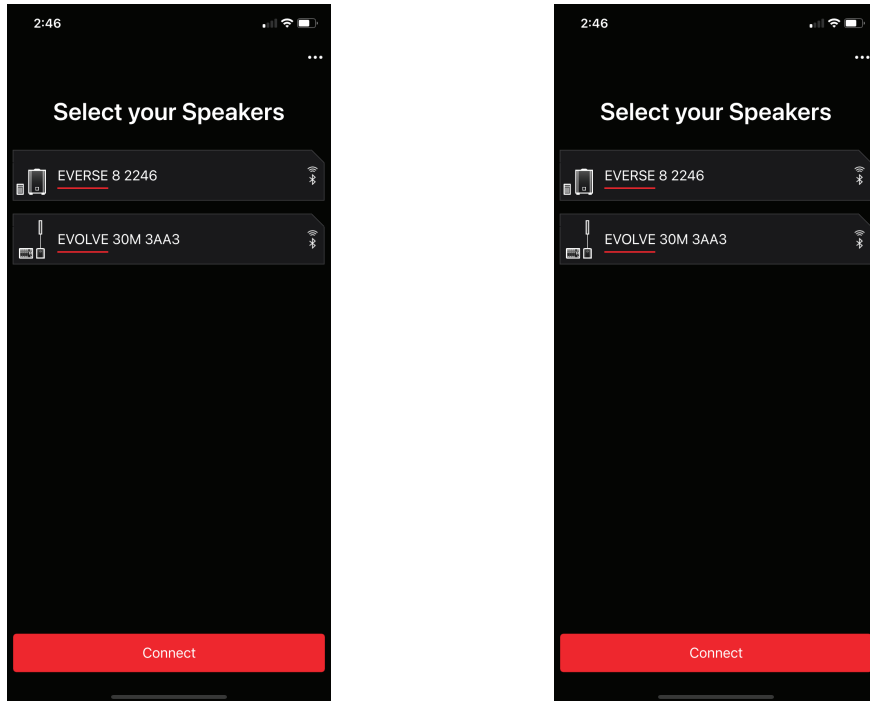 2:46
Select your Speakers
EVERSE 8 2246
EVOLVE 30M 3AA3
Connect
2:46
Select your Speakers
EVERSE 8 2246
EVOLVE 30M 3AA3
Connect